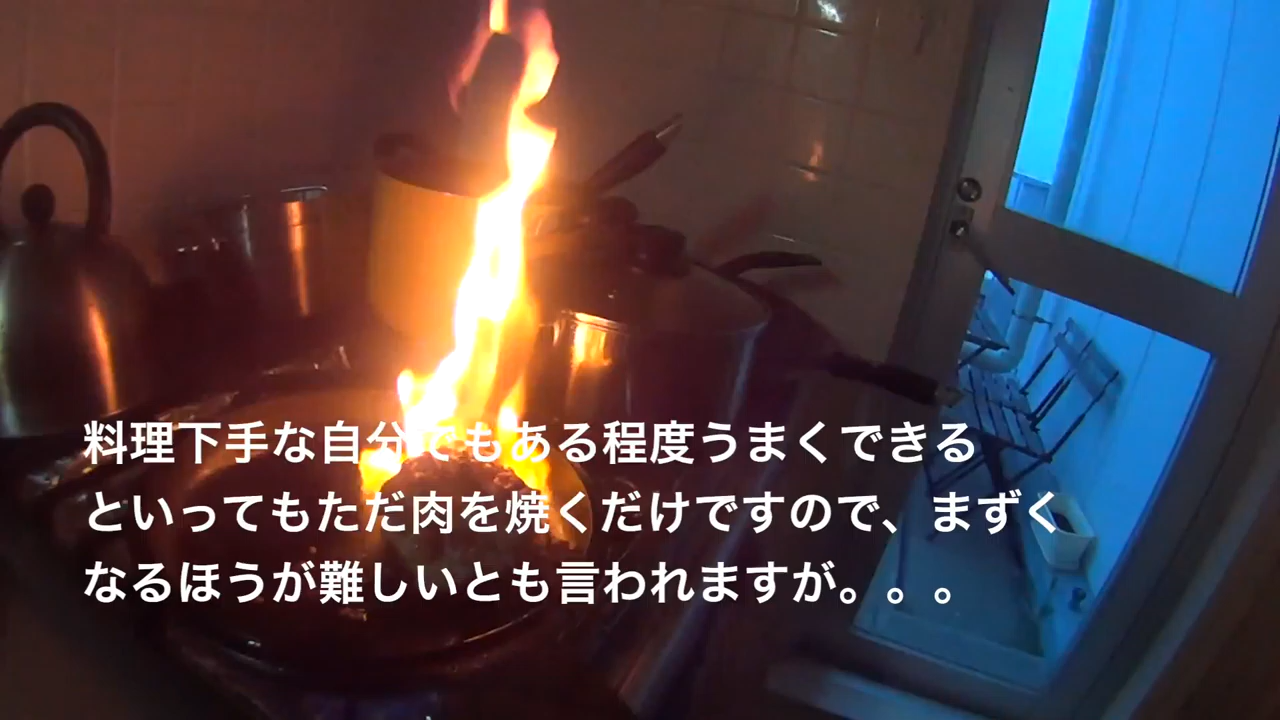 料理下手な自分でもある程度うまくできる
といってもただ肉を焼くだけですので、まずく
なるほうが難しいとも言われますが。。。